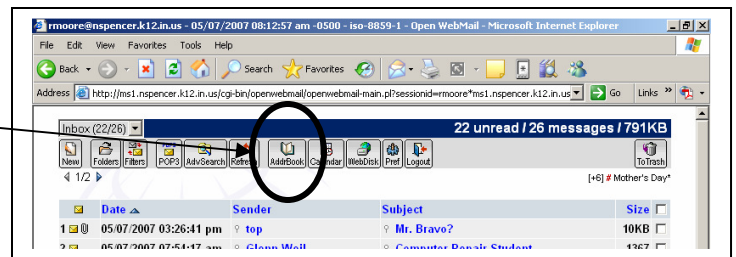 rmoore@nspencer.k12.in.us - 05/07/2007 08:12:57 am -0500 - iso-8859-1 - Open WebMail - Microsoft Internet Explorer
File Edit View Favorites Tools Help
Back Search Favorites
Address http://ms1.nspencer.k12.in.us/cgi-bin/openwebmail/openwebmail-main.pl?sessionid=rmoore*ms1.nspencer.k12.in.us Go Links »
Inbox (22/26) 22 unread / 26 messages / 791KB
New Folders Filters POP3 AdvSearch Refresh AddrBook Calendar WebDisk Pref Logout ToTrash
1/2 [+6] # Mother's Day*
Date Sender Subject Size
1 05/07/2007 03:26:41 pm top Mr. Bravo? 10KB
2 05/07/2007 07:54:17 am Glenn Weil Computer Repair Student 1367